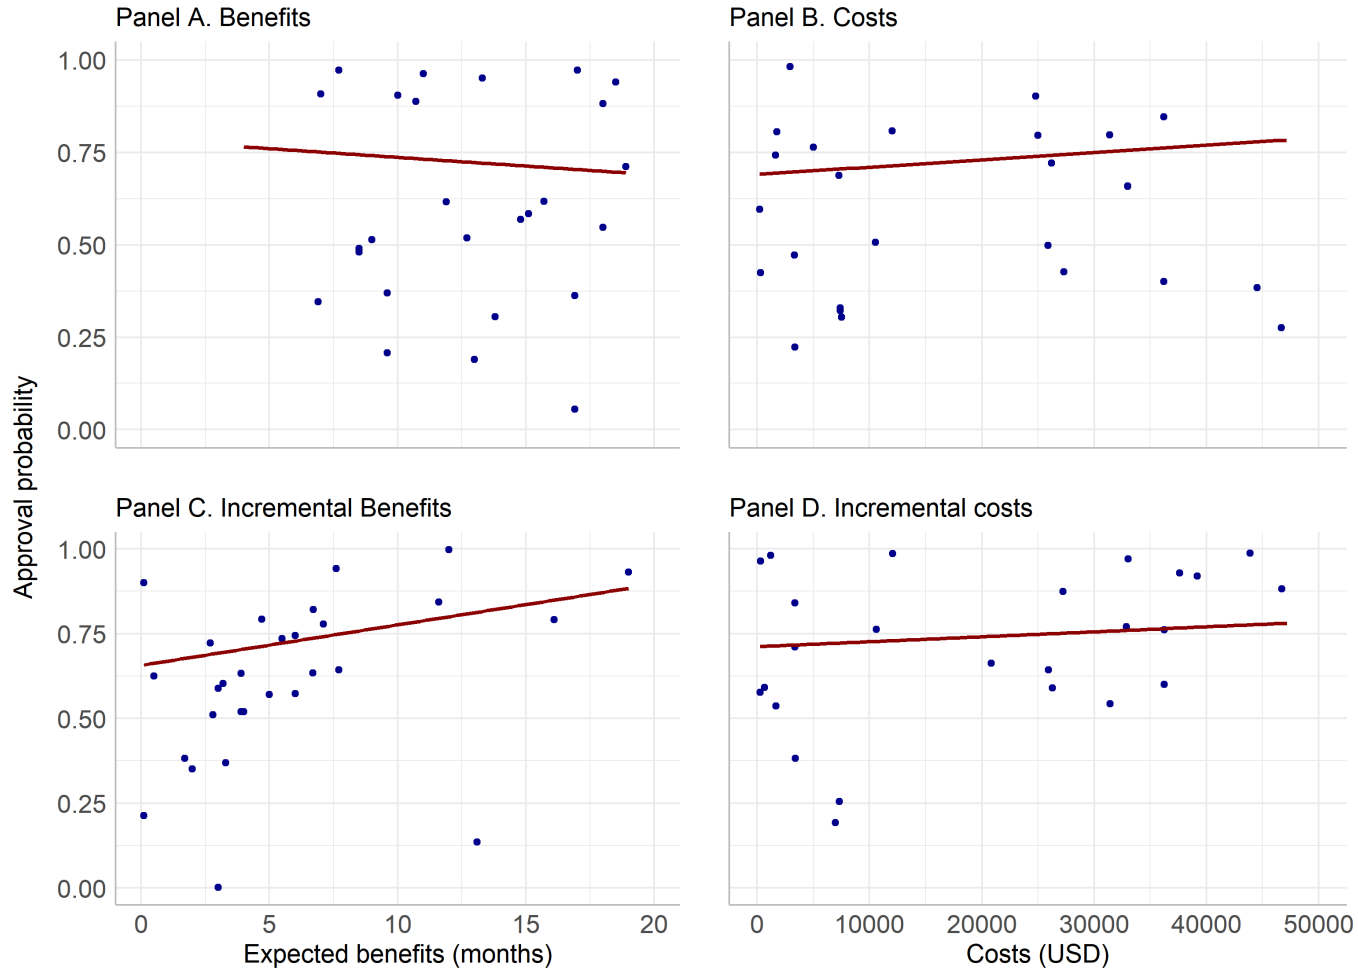 Panel A. Benefits
Panel B. Costs
1.00
0.75
0.50
0.25
0.00
Approval probability
Panel C. Incremental Benefits
Panel D. Incremental costs
1.00
0.75
0.50
0.25
0.00
0 5 10 15 20
0 10000 20000 30000 40000 50000
Expected benefits (months)
Costs (USD)